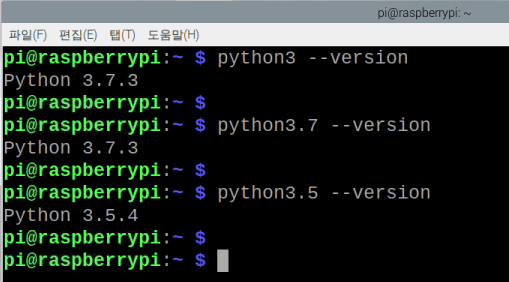 pi@raspberrypi: ~
파일(F) 편집(E) 탭(T) 도움말(H)
pi@raspberrypi:~ $ python3 --version
Python 3.7.3
pi@raspberrypi:~ $
pi@raspberrypi:~ $ python3.7 --version
Python 3.7.3
pi@raspberrypi:~ $
pi@raspberrypi:~ $ python3.5 --version
Python 3.5.4
pi@raspberrypi:~ $
pi@raspberrypi:~ $